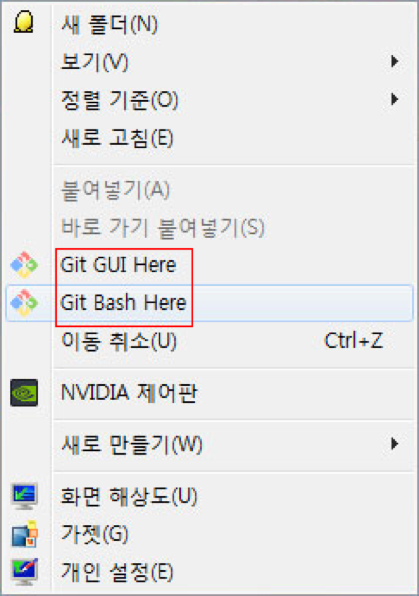 새 폴더(N)
보기(V)
정렬 기준(O)
새로 고침(E)
붙여넣기(A)
바로 가기 붙여넣기(S)
Git GUI Here
Git Bash Here
이동 취소(U) Ctrl+Z
NVIDIA 제어판
새로 만들기(W)
화면 해상도(U)
가젯(G)
개인 설정(E)